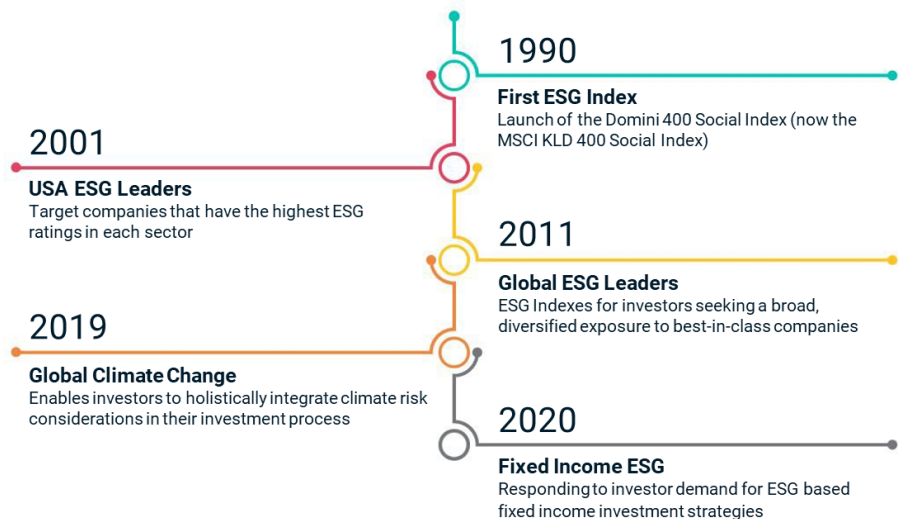 1990
First ESG Index
Launch of the Domini 400 Social Index (now the
MSCI KLD 400 Social Index)
2001
USA ESG Leaders
Target companies that have the highest ESG
ratings in each sector
2011
Global ESG Leaders
ESG Indexes for investors seeking a broad,
diversified exposure to best-in-class companies
2019
Global Climate Change
Enables investors to holistically integrate climate risk
considerations in their investment process
2020
Fixed Income ESG
Responding to investor demand for ESG based
fixed income investment strategies